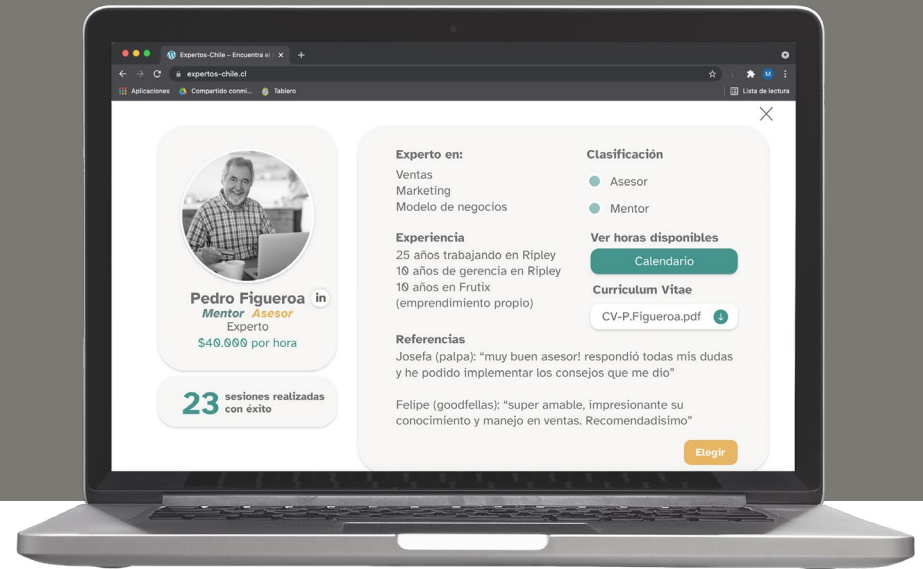 Expertos-Chile – Encuentra el
expertos-chile.cl
Aplicaciones
Compartido conmi...
Tablero
Lista de lectura
M
Pedro Figueroa
in
Mentor Asesor
Experto
$40.000 por hora
23 sesiones realizadas
con éxito
Experto en:
Ventas
Marketing
Modelo de negocios
Clasificación
Asesor
Mentor
Experiencia
25 años trabajando en Ripley
10 años de gerencia en Ripley
10 años en Frutix
(emprendimiento propio)
Ver horas disponibles
Calendario
Curriculum Vitae
CV-P.Figueroa.pdf
Referencias
Josefa (palpa): “muy buen asesor! respondió todas mis dudas
y he podido implementar los consejos que me dio”
Felipe (goodfellas): “super amable, impresionante su
conocimiento y manejo en ventas. Recomendadisimo”
Elegir